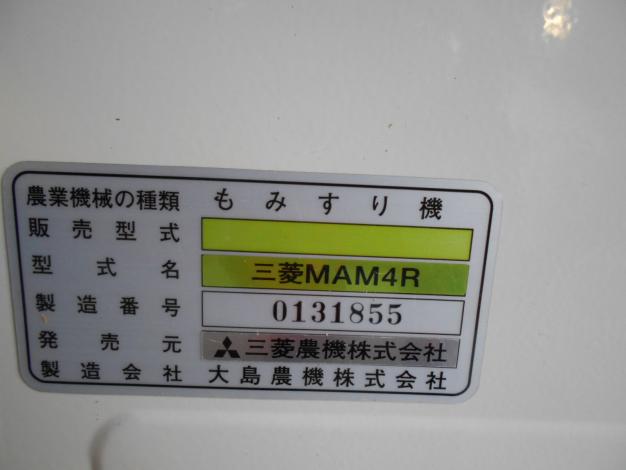 農業機械の種類 もみすり機
販売型式
型式名 三菱MAM4R
製造番号 0131855
発売元 三菱農機株式会社
製造会社 大島農機株式会社